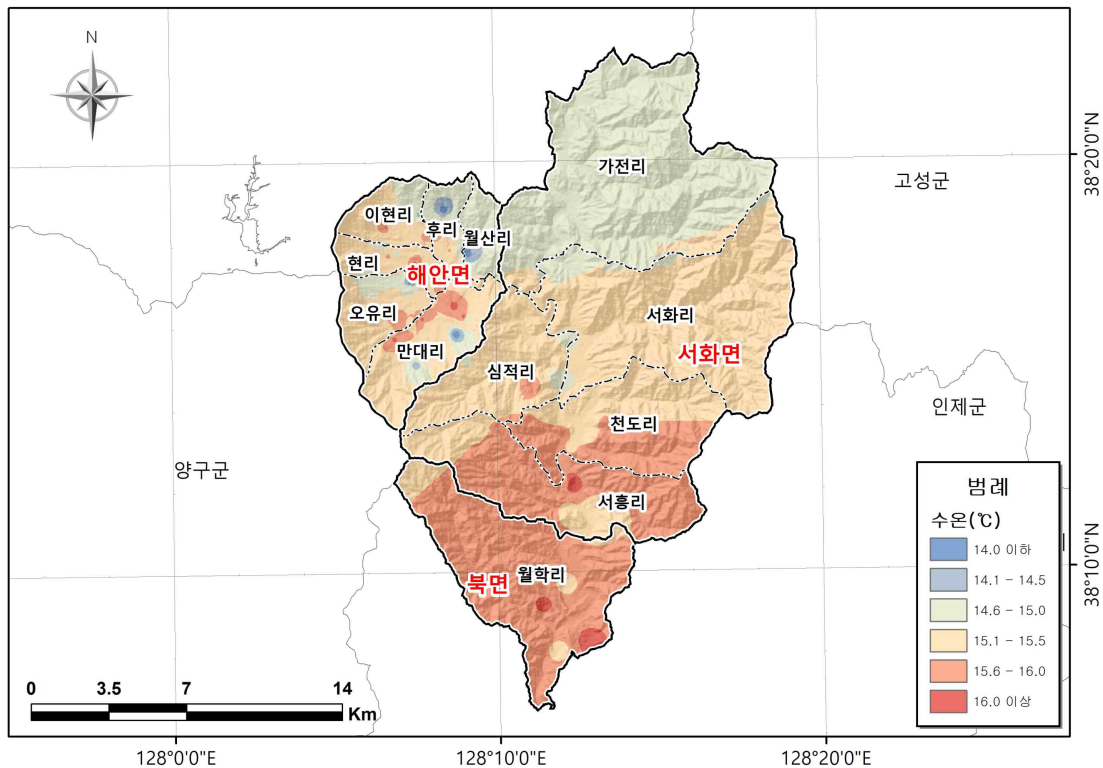 N
가전리
고성군
38°20'0"N
이현리
후리
월산리
현리
해안면
오유리
서화리
만대리
서화면
심적리
인제군
천도리
양구군
서흥리
월학리
북면
38°10'0"N
범례
수온(℃)
14.0 이하
14.1 - 14.5
14.6 - 15.0
15.1 - 15.5
15.6 - 16.0
16.0 이상
0 3.5 7 14
Km
128°0'0"E 128°10'0"E 128°20'0"E